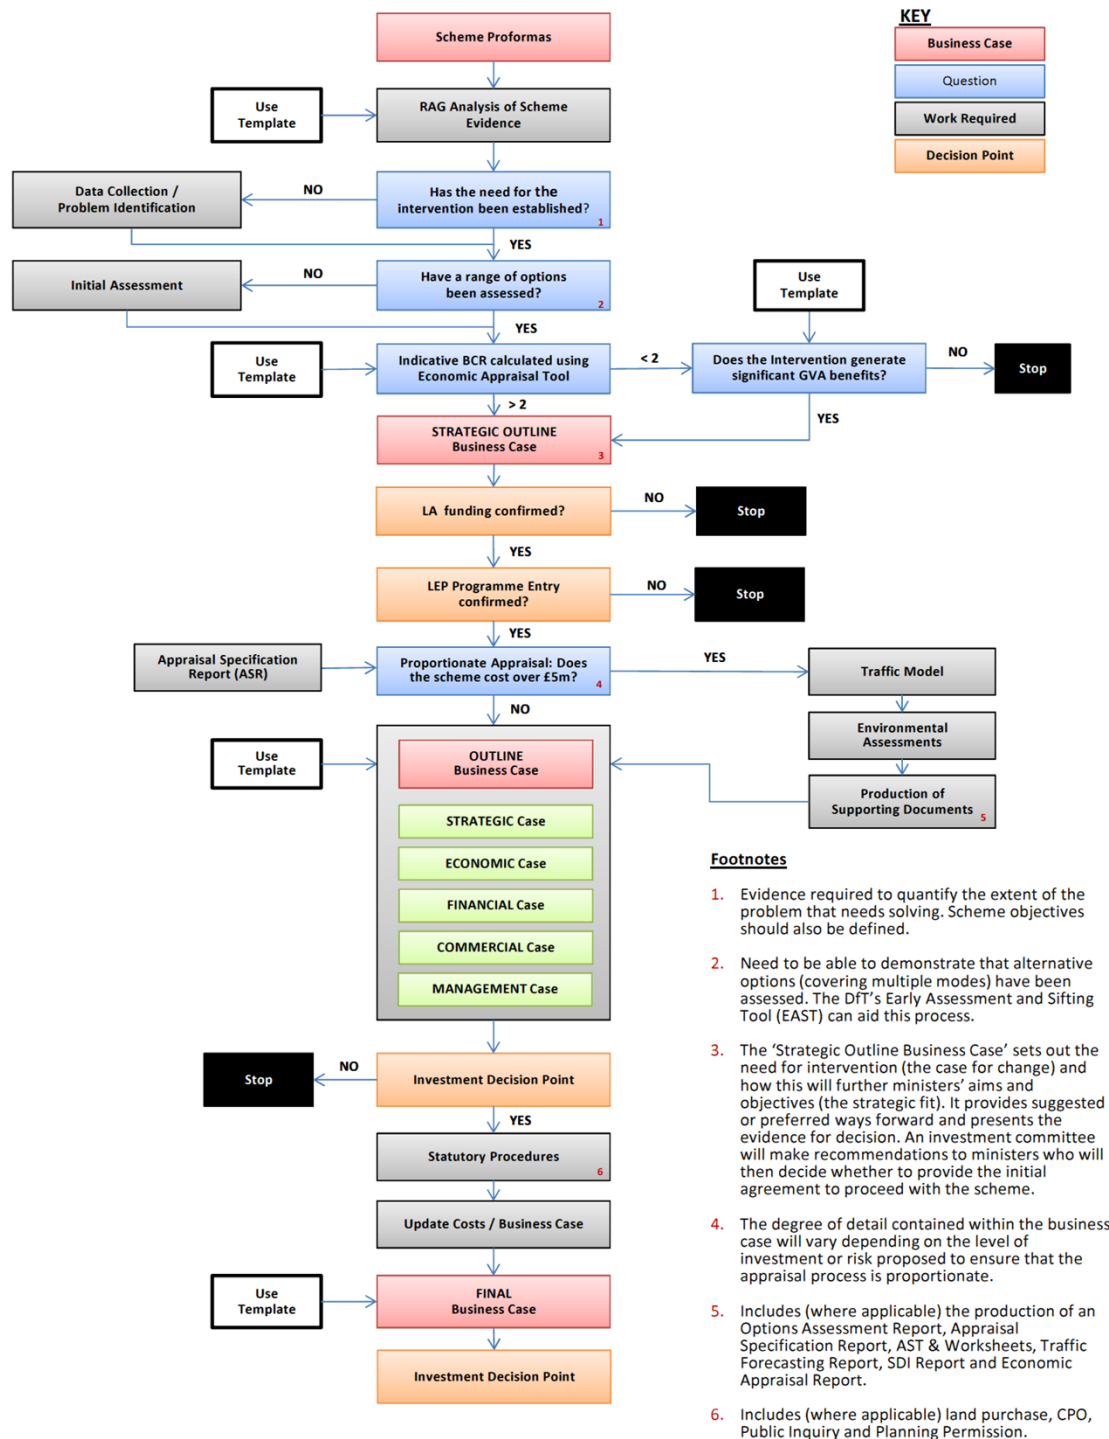 Scheme Proformas
KEY
Business Case
Question
Work Required
Decision Point
Use
Template
RAG Analysis of Scheme
Evidence
Data Collection /
Problem Identification
NO
Has the need for the
intervention been established?
1
YES
Initial Assessment
NO
Have a range of options
been assessed?
2
YES
Use
Template
Use
Template
Indicative BCR calculated using
Economic Appraisal Tool
< 2
Does the Intervention generate
significant GVA benefits?
NO
Stop
> 2
YES
STRATEGIC OUTLINE
Business Case
3
LA funding confirmed?
NO
Stop
YES
LEP Programme Entry
confirmed?
NO
Stop
YES
Appraisal Specification
Report (ASR)
Proportionate Appraisal: Does
the scheme cost over £5m?
4
YES
Traffic Model
NO
Environmental
Assessments
Use
Template
OUTLINE
Business Case
Production of
Supporting Documents
5
STRATEGIC Case
ECONOMIC Case
FINANCIAL Case
COMMERCIAL Case
MANAGEMENT Case
Stop
NO
Investment Decision Point
YES
Statutory Procedures
6
Update Costs / Business Case
Use
Template
FINAL
Business Case
Investment Decision Point
Footnotes
1. Evidence required to quantify the extent of the
problem that needs solving. Scheme objectives
should also be defined.
2. Need to be able to demonstrate that alternative
options (covering multiple modes) have been
assessed. The DfT's Early Assessment and Sifting
Tool (EAST) can aid this process.
3. The 'Strategic Outline Business Case' sets out the
need for intervention (the case for change) and
how this will further ministers' aims and
objectives (the strategic fit). It provides suggested
or preferred ways forward and presents the
evidence for decision. An investment committee
will make recommendations to ministers who will
then decide whether to provide the initial
agreement to proceed with the scheme.
4. The degree of detail contained within the business
case will vary depending on the level of
investment or risk proposed to ensure that the
appraisal process is proportionate.
5. Includes (where applicable) the production of an
Options Assessment Report, Appraisal
Specification Report, AST & Worksheets, Traffic
Forecasting Report, SDI Report and Economic
Appraisal Report.
6. Includes (where applicable) land purchase, CPO,
Public Inquiry and Planning Permission.